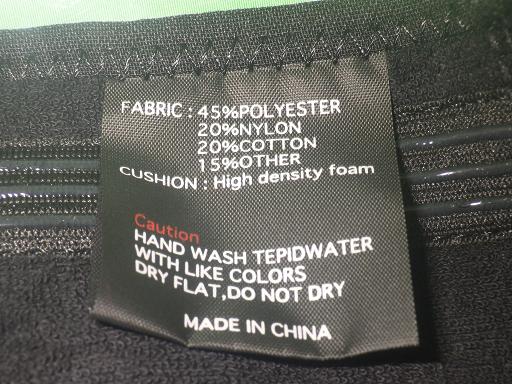 FABRIC : 45%POLYESTER
20%NYLON
20%COTTON
15%OTHER
CUSHION : High density foam
Caution
HAND WASH TEPIDWATER
WITH LIKE COLORS
DRY FLAT,DO NOT DRY
MADE IN CHINA